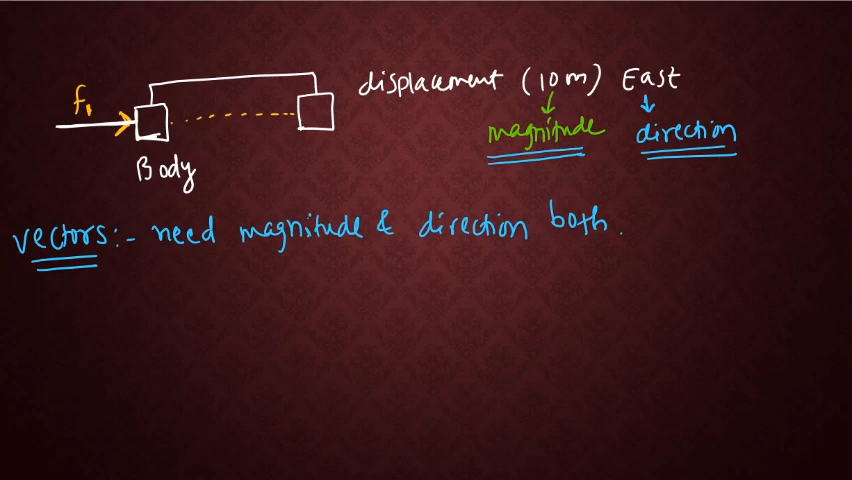 f₁
displacement (10m) East
magnitude direction
Body
vectors:- need magnitude & direction both.